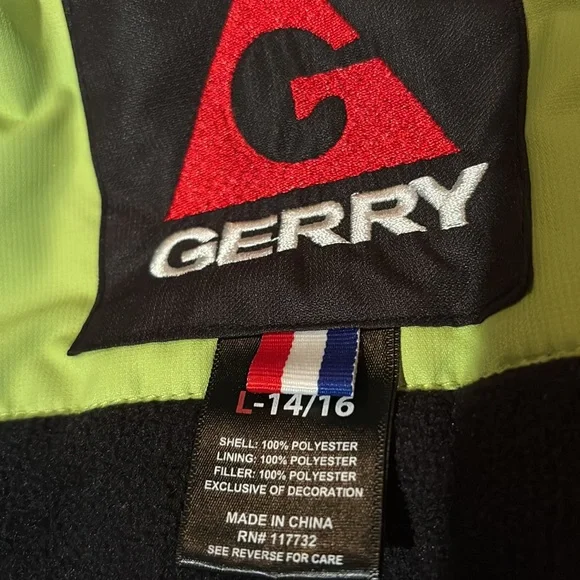 G
GERRY
L-14/16
SHELL: 100% POLYESTER
LINING: 100% POLYESTER
FILLER: 100% POLYESTER
EXCLUSIVE OF DECORATION
MADE IN CHINA
RN# 117732
SEE REVERSE FOR CARE